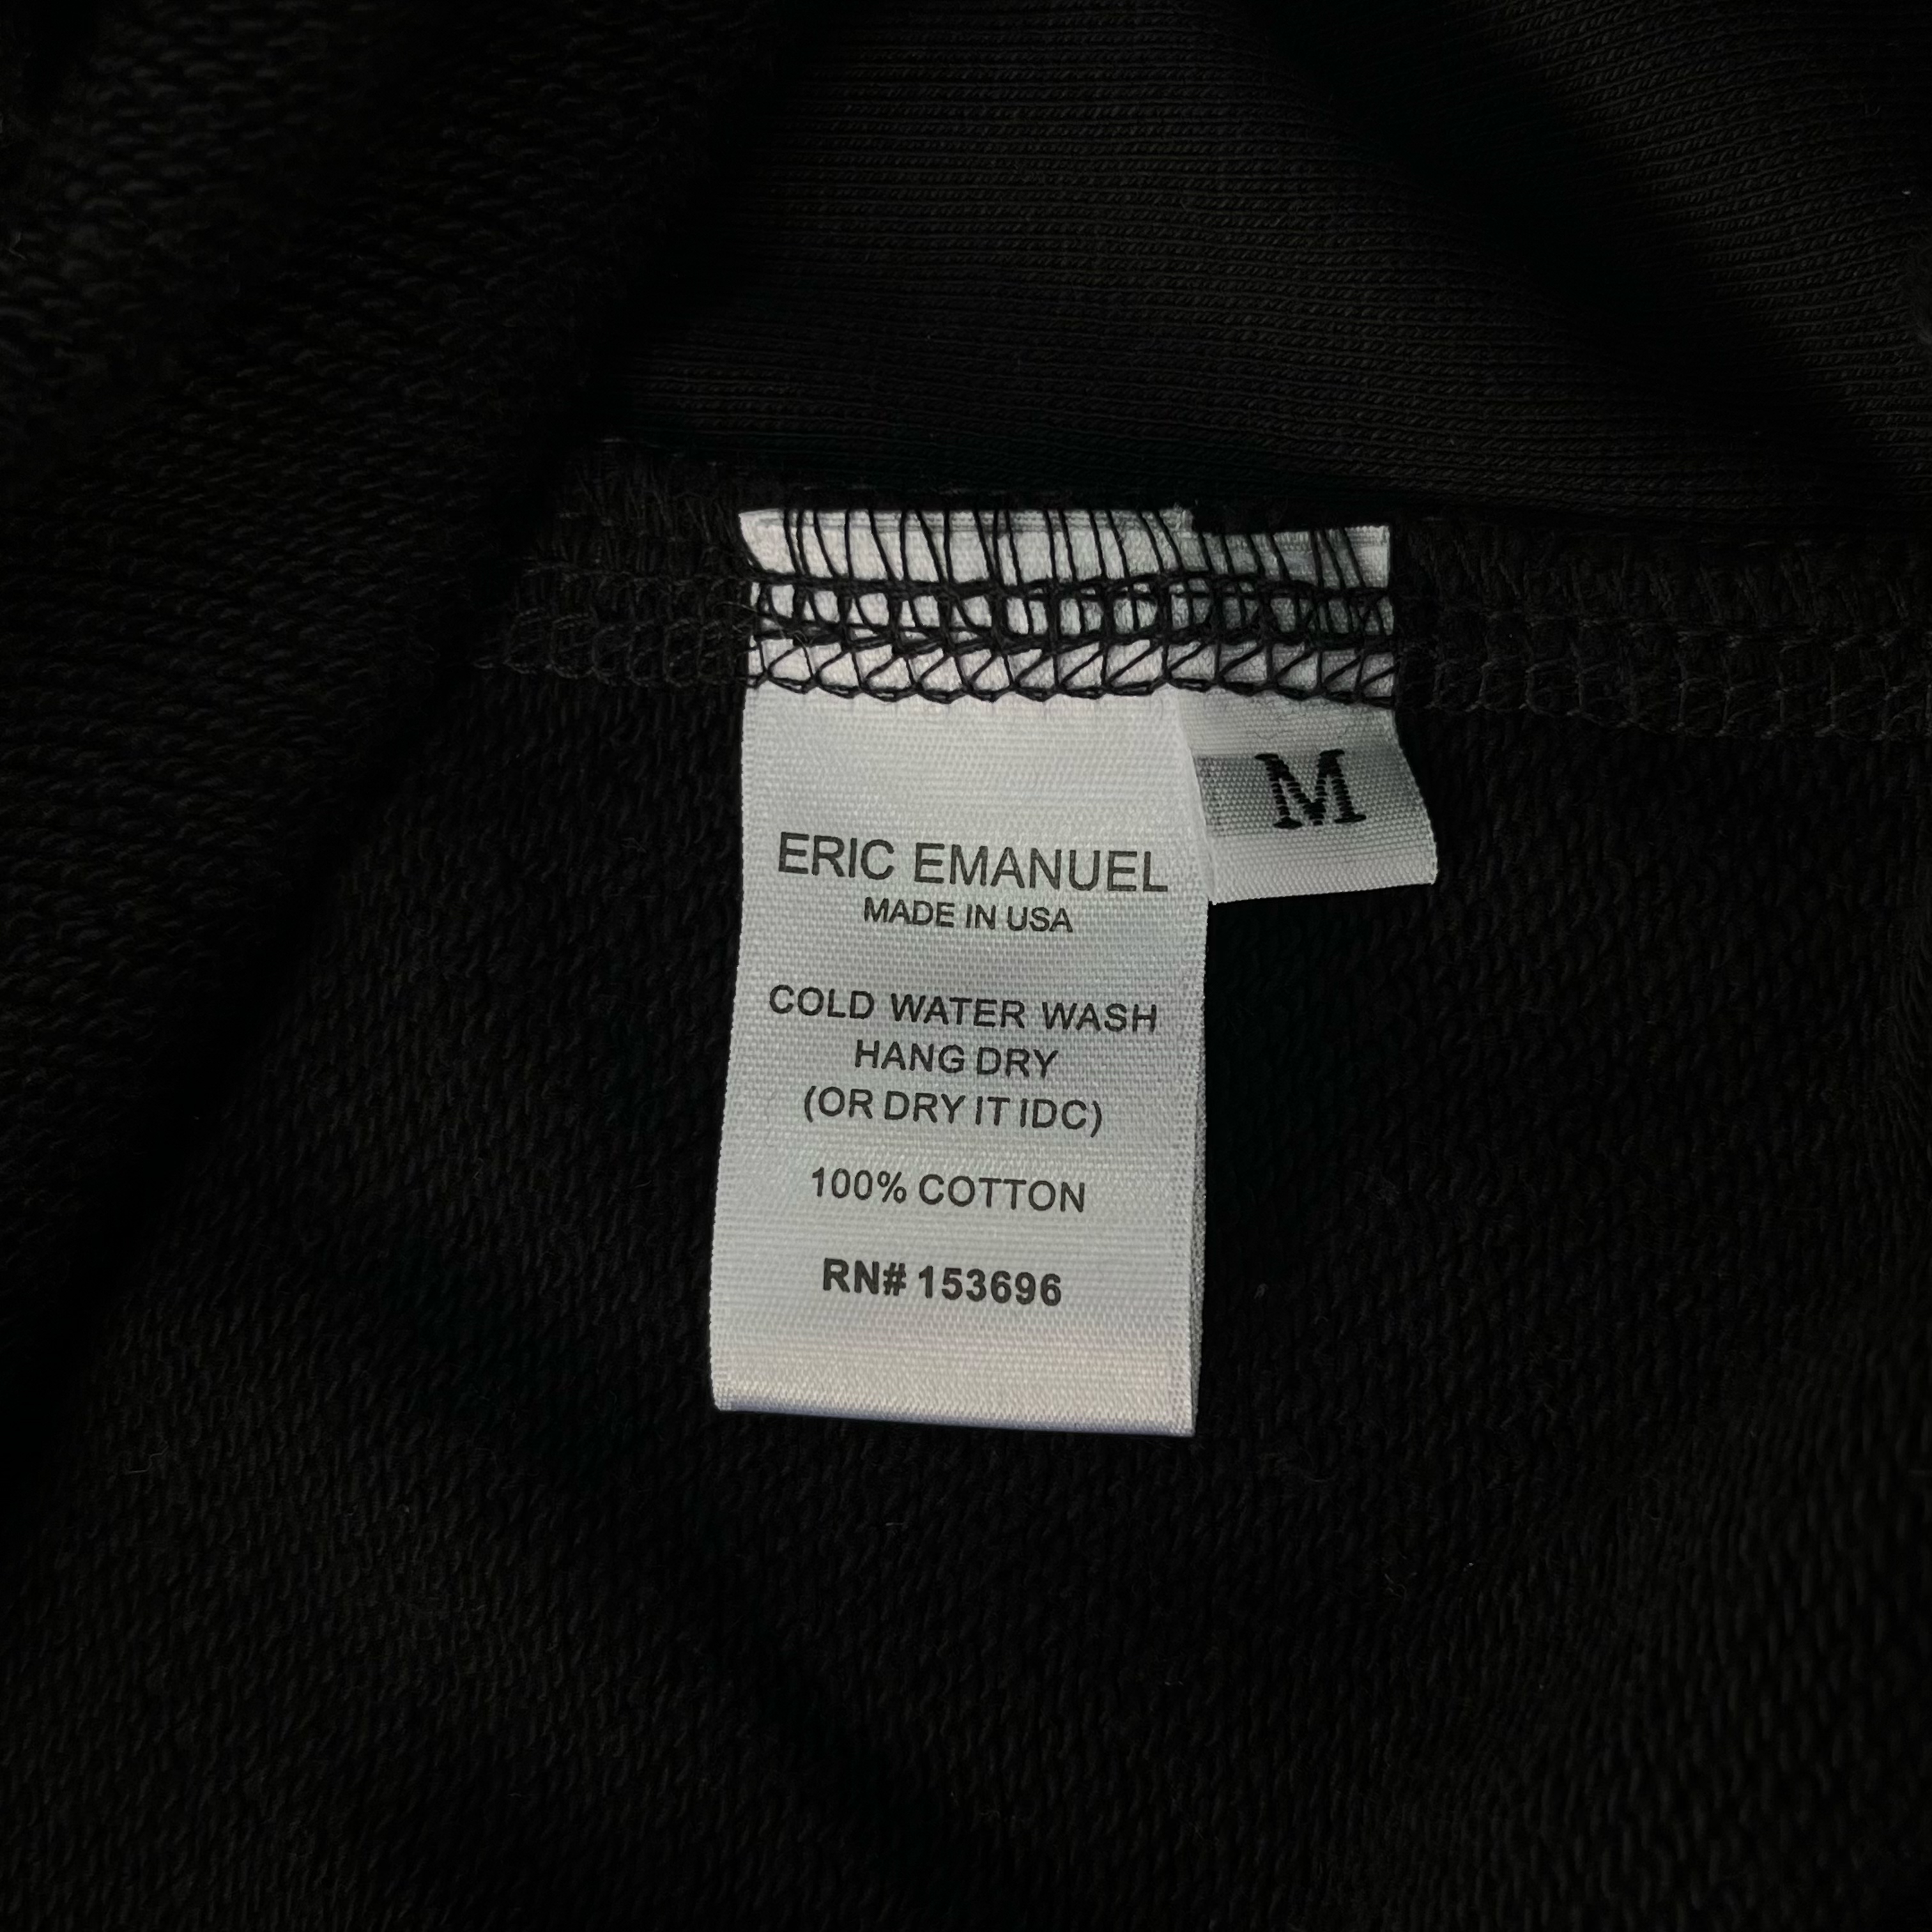 M
ERIC EMANUEL
MADE IN USA
COLD WATER WASH
HANG DRY
(OR DRY IT IDC)
100% COTTON
RN# 153696